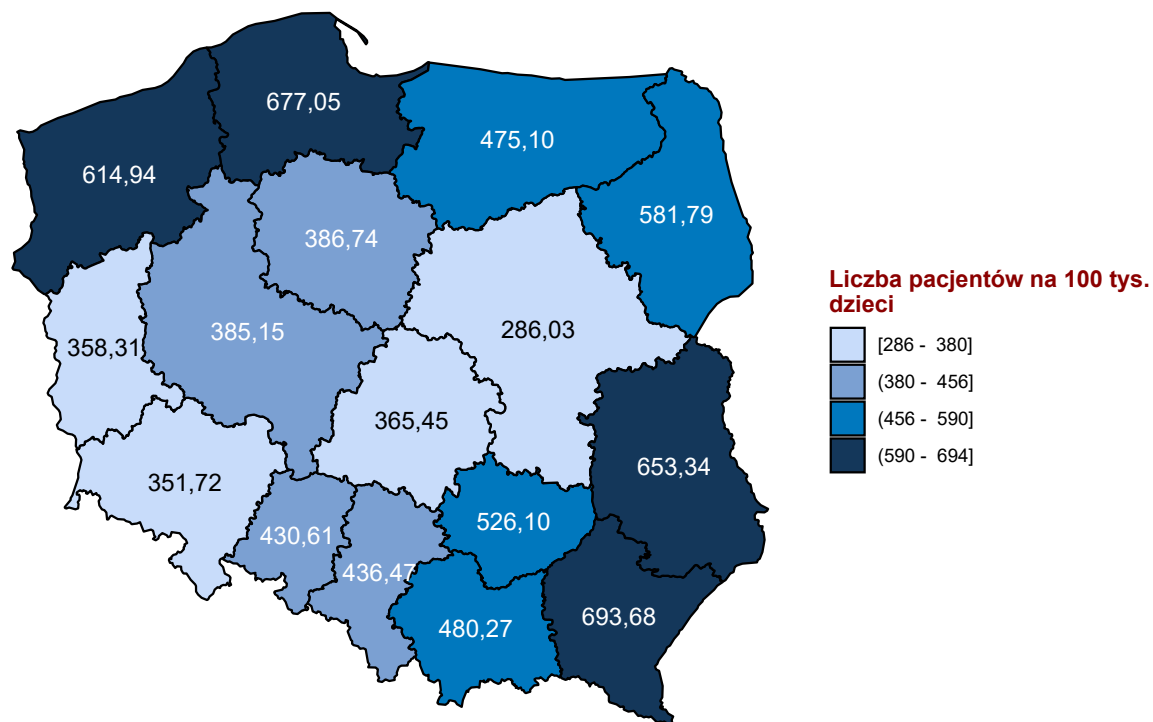 677,05
475,10
614,94
581,79
386,74
385,15
286,03
358,31
365,45
351,72
653,34
430,61
526,10
436,47
480,27
693,68
Liczba pacjentów na 100 tys.
dzieci
[286 - 380]
(380 - 456]
(456 - 590]
(590 - 694]